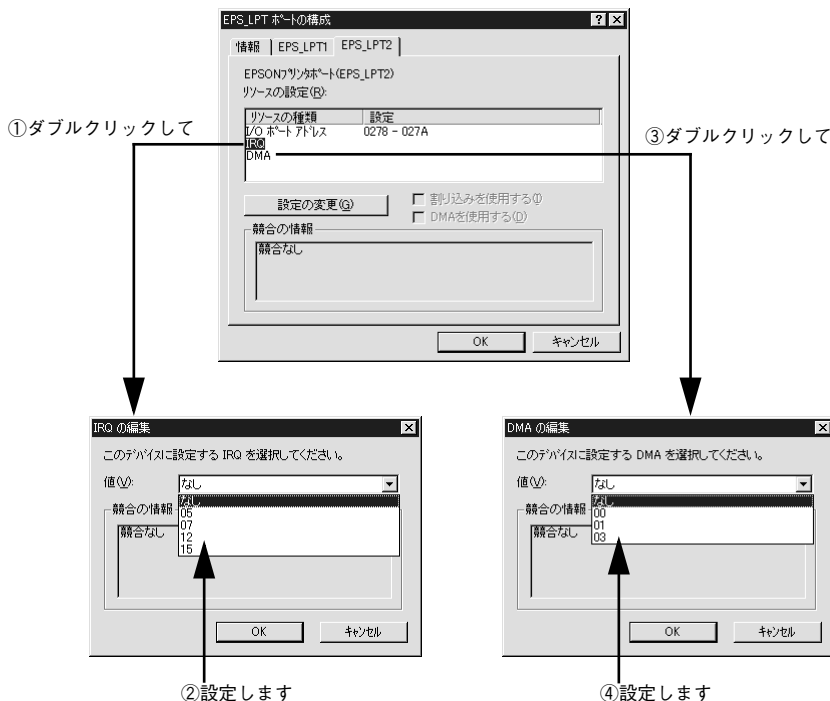 EPS_LPT ポートの構成
情報 EPS_LPT1 EPS_LPT2
EPSONプリンタポート(EPS_LPT2)
リソースの設定(R):
リソースの種類 設定
I/O ポート アドレス 0278 - 027A
IRQ
DMA
①ダブルクリックして
③ダブルクリックして
設定の変更(G)
割り込みを使用する(I)
DMAを使用する(D)
競合の情報
競合なし
OK キャンセル
IRQ の編集
このデバイスに設定する IRQ を選択してください。
値(V): なし
なし
05
07
12
15
競合の情報
競合なし
OK キャンセル
②設定します
DMA の編集
このデバイスに設定する DMA を選択してください。
値(V): なし
なし
00
01
03
競合の情報
競合なし
OK キャンセル
④設定します